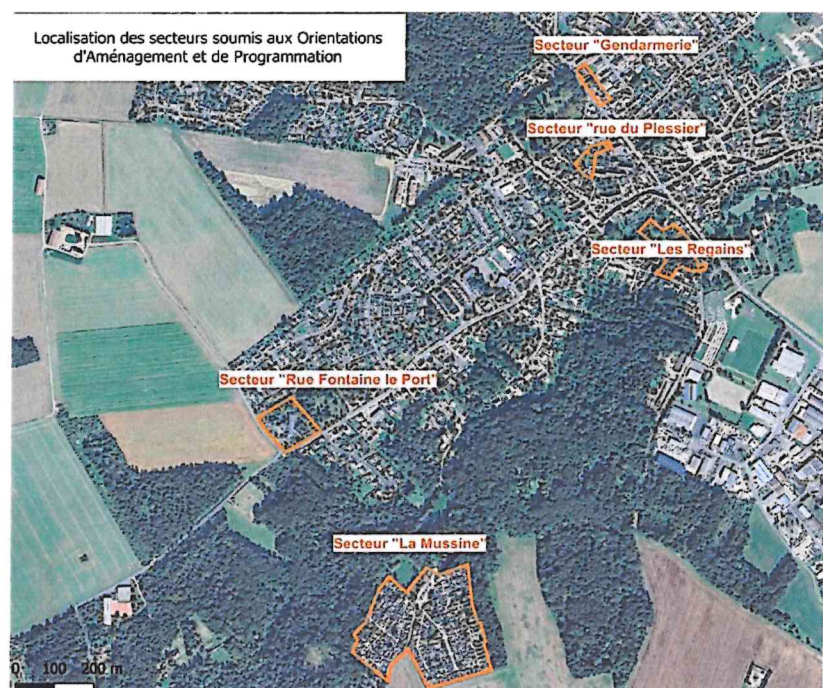 Localisation des secteurs soumis aux Orientations
d'Aménagement et de Programmation
Secteur "Gendarmerie"
Secteur "rue du Plessier"
Secteur "Les Regains"
Secteur "Rue Fontaine le Port"
Secteur "La Mussine"
0 100 200 m